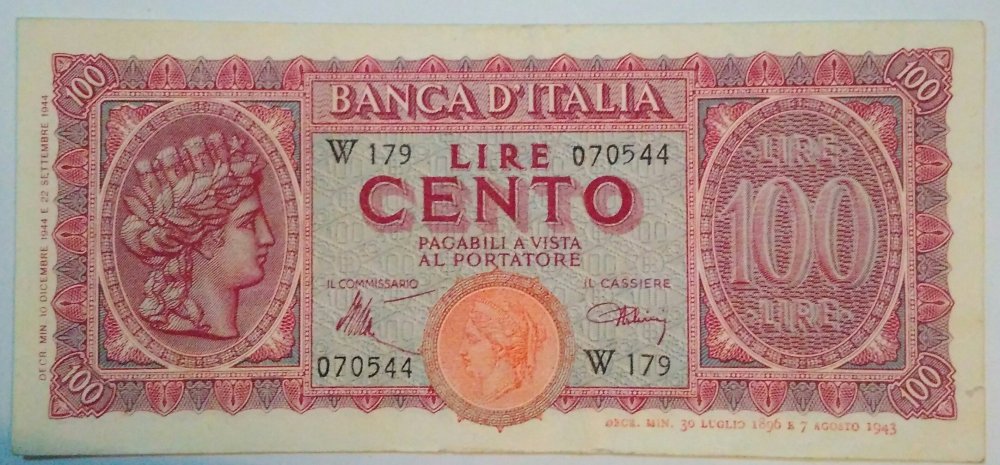 100
100
BANCA D'ITALIA
W 179
LIRE
070544
CENTO
PAGABILI A VISTA
AL PORTATORE
IL COMMISSARIO
IL CASSIERE
070544
W 179
LIRE
100
LIRE
100
100
DECR. MIN. 10 DICEMBRE 1944 E 22 SETTEMBRE 1944
DECR. MIN. 30 LUGLIO 1896 E 7 AGOSTO 1943